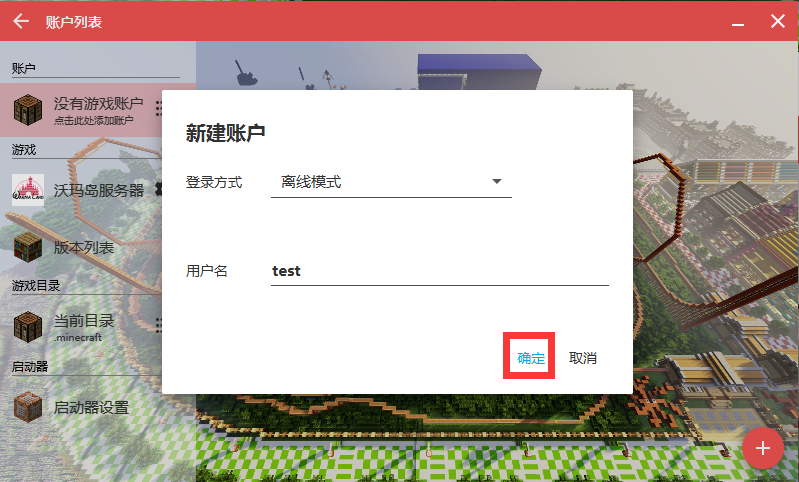 账户列表
账户
没有游戏账户
点击此处添加账户
游戏
沃玛岛服务器
版本列表
游戏目录
当前目录
.minecraft
启动器
启动器设置
新建账户
登录方式 离线模式
用户名 test
确定 取消